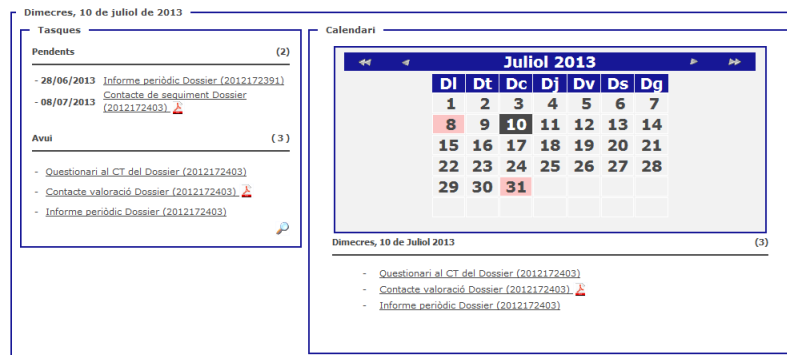 Dimecres, 10 de juliol de 2013
Tasques
Pendents (2)
- 28/06/2013 Informe periòdic Dossier (2012172391)
- 08/07/2013 Contacte de seguiment Dossier
(2012172403)
Avui (3)
- Questionari al CT del Dossier (2012172403)
- Contacte valoració Dossier (2012172403)
- Informe periòdic Dossier (2012172403)
Calendari
Juliol 2013
Dl Dt Dc Dj Dv Ds Dg
1 2 3 4 5 6 7
8 9 10 11 12 13 14
15 16 17 18 19 20 21
22 23 24 25 26 27 28
29 30 31
Dimecres, 10 de Juliol 2013 (3)
- Questionari al CT del Dossier (2012172403)
- Contacte valoració Dossier (2012172403)
- Informe periòdic Dossier (2012172403)